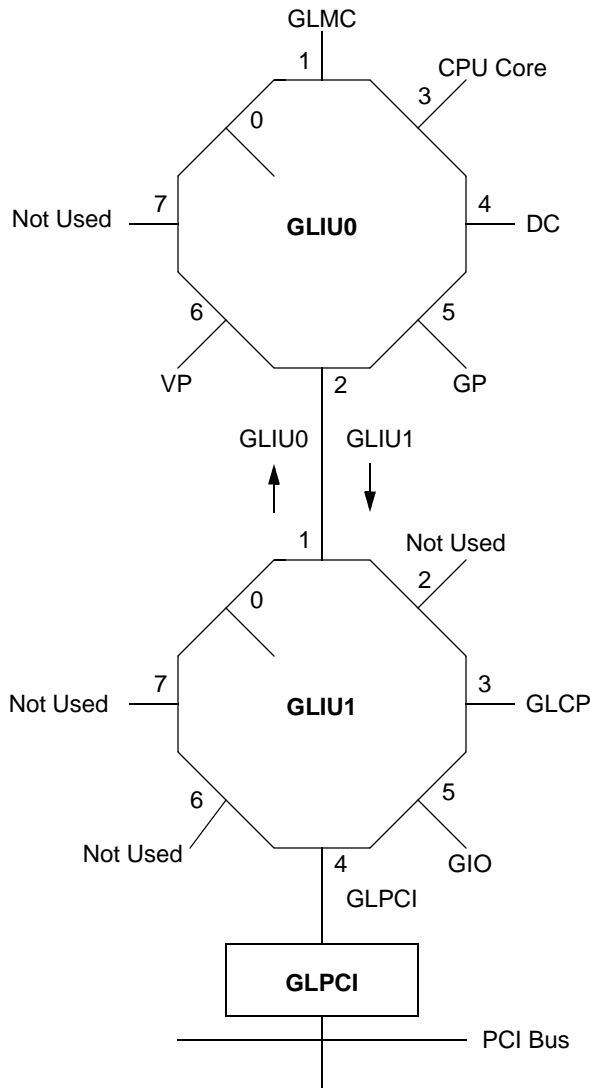 GLMC
1
CPU Core
3
0
7
Not Used
GLIU0
4
DC
6
5
VP
2
GP
GLIU0
GLIU1
1
Not Used
2
0
7
Not Used
GLIU1
3
GLCP
6
5
Not Used
4
GIO
GLPCI
GLPCI
PCI Bus